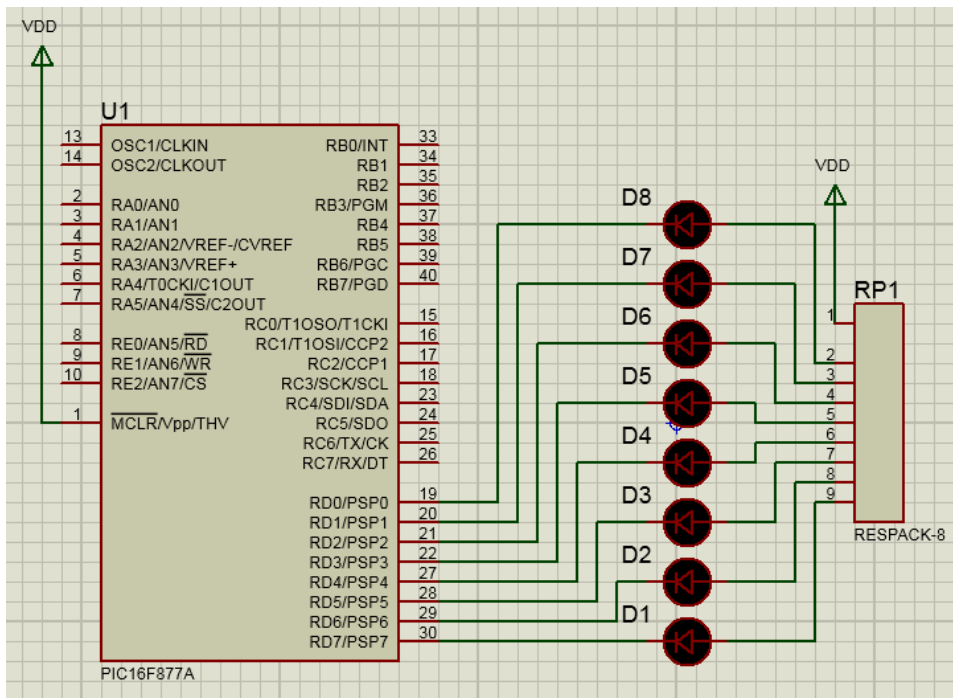 VDD
U1
13 OSC1/CLKIN
14 OSC2/CLKOUT
2 RA0/AN0
3 RA1/AN1
4 RA2/AN2/VREF-/CVREF
5 RA3/AN3/VREF+
6 RA4/T0CKI/C1OUT
7 RA5/AN4/SS/C2OUT
8 RE0/AN5/RD
9 RE1/AN6/WR
10 RE2/AN7/CS
1 MCLR/Vpp/THV
RB0/INT 33
RB1 34
RB2 35
RB3/PGM 36
RB4 37
RB5 38
RB6/PGC 39
RB7/PGD 40
RC0/T1OSO/T1CKI 15
RC1/T1OSI/CCP2 16
RC2/CCP1 17
RC3/SCK/SCL 18
RC4/SDI/SDA 23
RC5/SDO 24
RC6/TX/CK 25
RC7/RX/DT 26
RD0/PSP0 19
RD1/PSP1 20
RD2/PSP2 21
RD3/PSP3 22
RD4/PSP4 27
RD5/PSP5 28
RD6/PSP6 29
RD7/PSP7 30
PIC16F877A
D8
D7
D6
D5
D4
D3
D2
D1
VDD
RP1
1
2
3
4
5
6
7
8
9
RESPACK-8